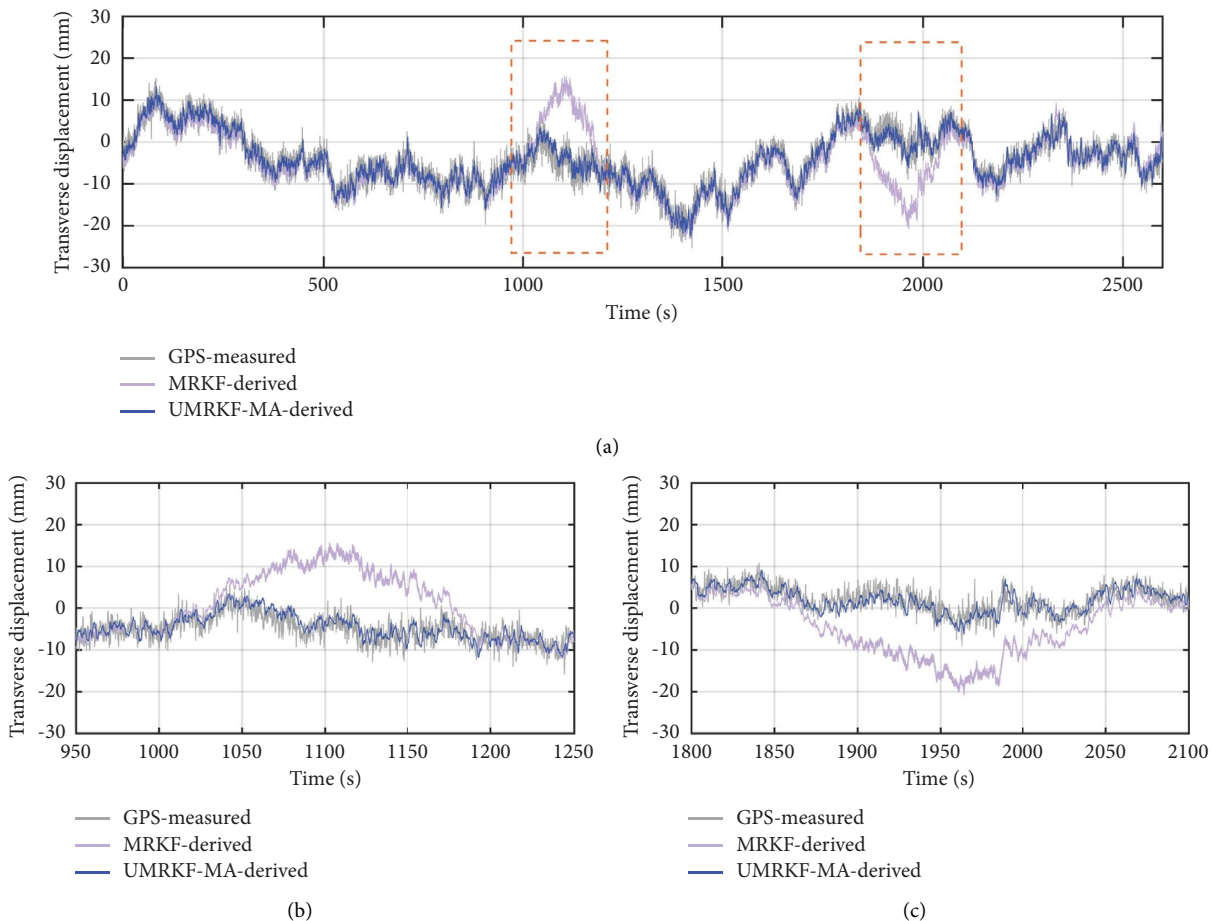 30
20
10
0
-10
-20
-30
Transverse displacement (mm)
0 500 1000 1500 2000 2500
Time (s)
GPS-measured
MRKF-derived
UMRKF-MA-derived
(a)
30
20
10
0
-10
-20
-30
Transverse displacement (mm)
950 1000 1050 1100 1150 1200 1250
Time (s)
GPS-measured
MRKF-derived
UMRKF-MA-derived
(b)
30
20
10
0
-10
-20
-30
Transverse displacement (mm)
1800 1850 1900 1950 2000 2050 2100
Time (s)
GPS-measured
MRKF-derived
UMRKF-MA-derived
(c)